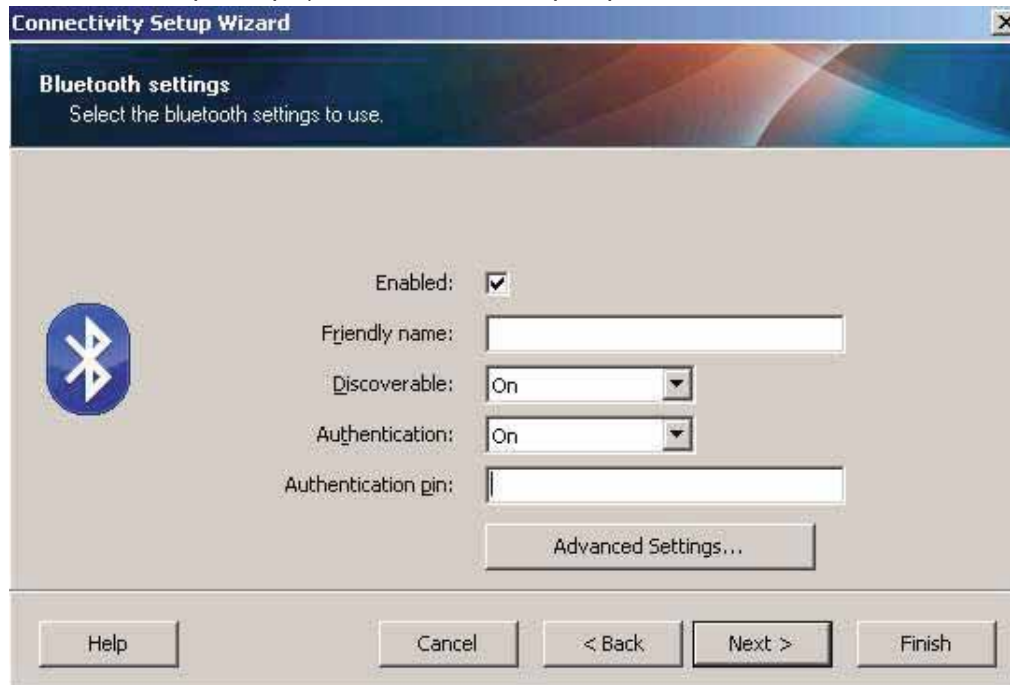 Connectivity Setup Wizard
Bluetooth settings
Select the bluetooth settings to use.
Enabled:
Friendly name:
Discoverable: On
Authentication: On
Authentication pin:
Advanced Settings...
Help Cancel < Back Next > Finish